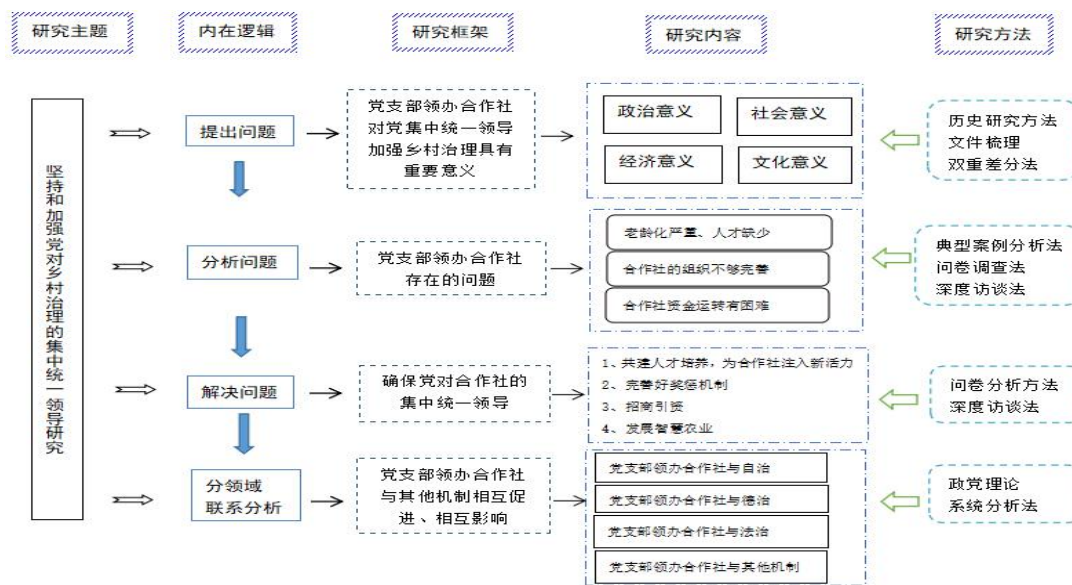 研究主题
内在逻辑
研究框架
研究内容
研究方法
坚持和加强党对乡村治理的集中统一领导研究
提出问题
党支部领办合作社
对党集中统一领导
加强乡村治理具有
重要意义
政治意义
社会意义
经济意义
文化意义
历史研究方法
文件梳理
双重差分法
分析问题
党支部领办合作社
存在的问题
老龄化严重、人才缺少
合作社的组织不够完善
合作社资金运转有困难
典型案例分析法
问卷调查法
深度访谈法
解决问题
确保党对合作社的
集中统一领导
1、共建人才培养，为合作社注入新活力
2、完善好奖惩机制
3、招商引资
4、发展智慧农业
问卷分析方法
深度访谈法
分领域
联系分析
党支部领办合作社
与其他机制相互促
进、相互影响
党支部领办合作社与自治
党支部领办合作社与德治
党支部领办合作社与法治
党支部领办合作社与其他机制
政党理论
系统分析法